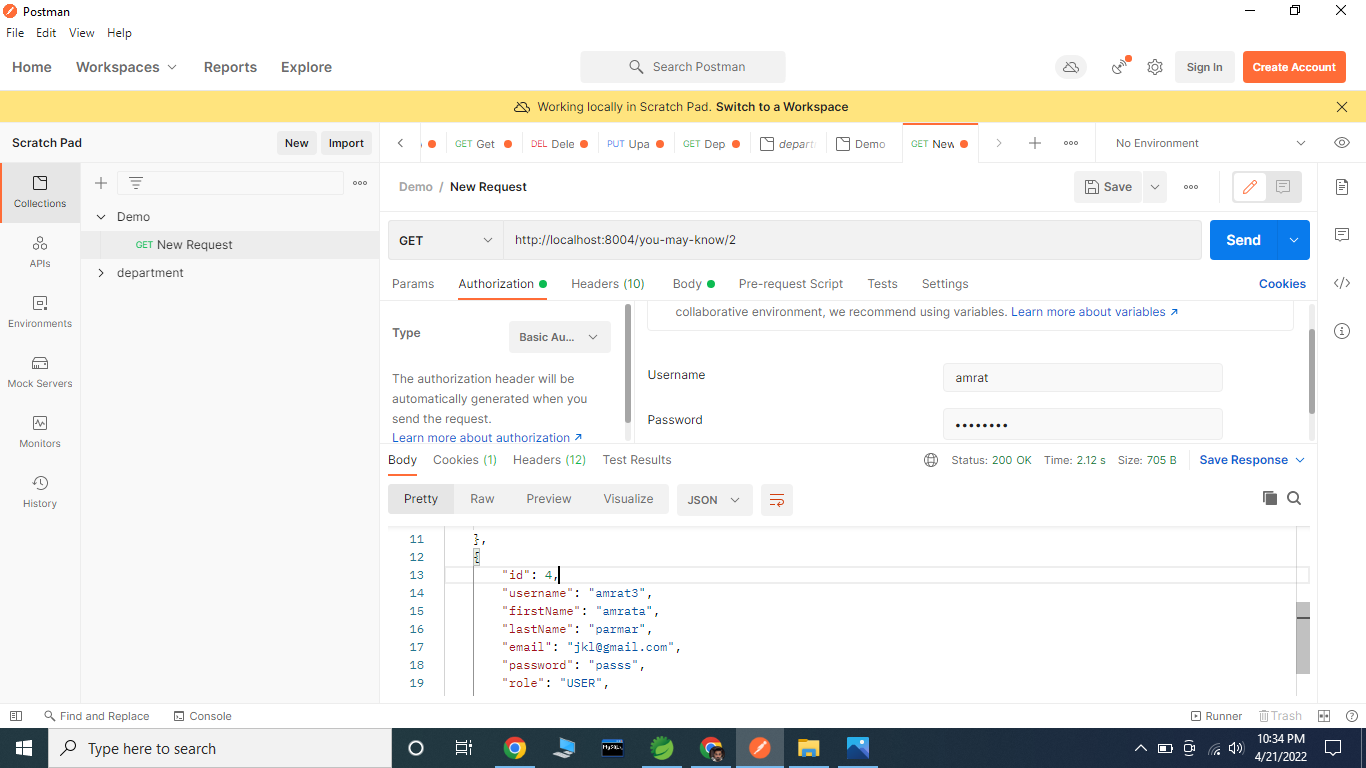 Postman
File Edit View Help
Home Workspaces Reports Explore Search Postman Sign In Create Account
Working locally in Scratch Pad. Switch to a Workspace
Scratch Pad New Import
GET Get DEL Dele PUT Upa GET Dep depart Demo GET New No Environment
Collections
APIs
Environments
Mock Servers
Monitors
History
Demo
GET New Request
department
Demo / New Request Save
GET http://localhost:8004/you-may-know/2 Send
Params Authorization Headers (10) Body Pre-request Script Tests Settings Cookies
Type Basic Au...
The authorization header will be
automatically generated when you
send the request.
Learn more about authorization ↗
collaborative environment, we recommend using variables. Learn more about variables ↗
Username amrat
Password ••••••••
Body Cookies (1) Headers (12) Test Results Status: 200 OK Time: 2.12 s Size: 705 B Save Response
Pretty Raw Preview Visualize JSON
11 },
12 {
13 "id": 4,
14 "username": "amrat3",
15 "firstName": "amrata",
16 "lastName": "parmar",
17 "email": "jkl@gmail.com",
18 "password": "passs",
19 "role": "USER",
Find and Replace Console Runner Trash
Type here to search
MySQL
10:34 PM
4/21/2022